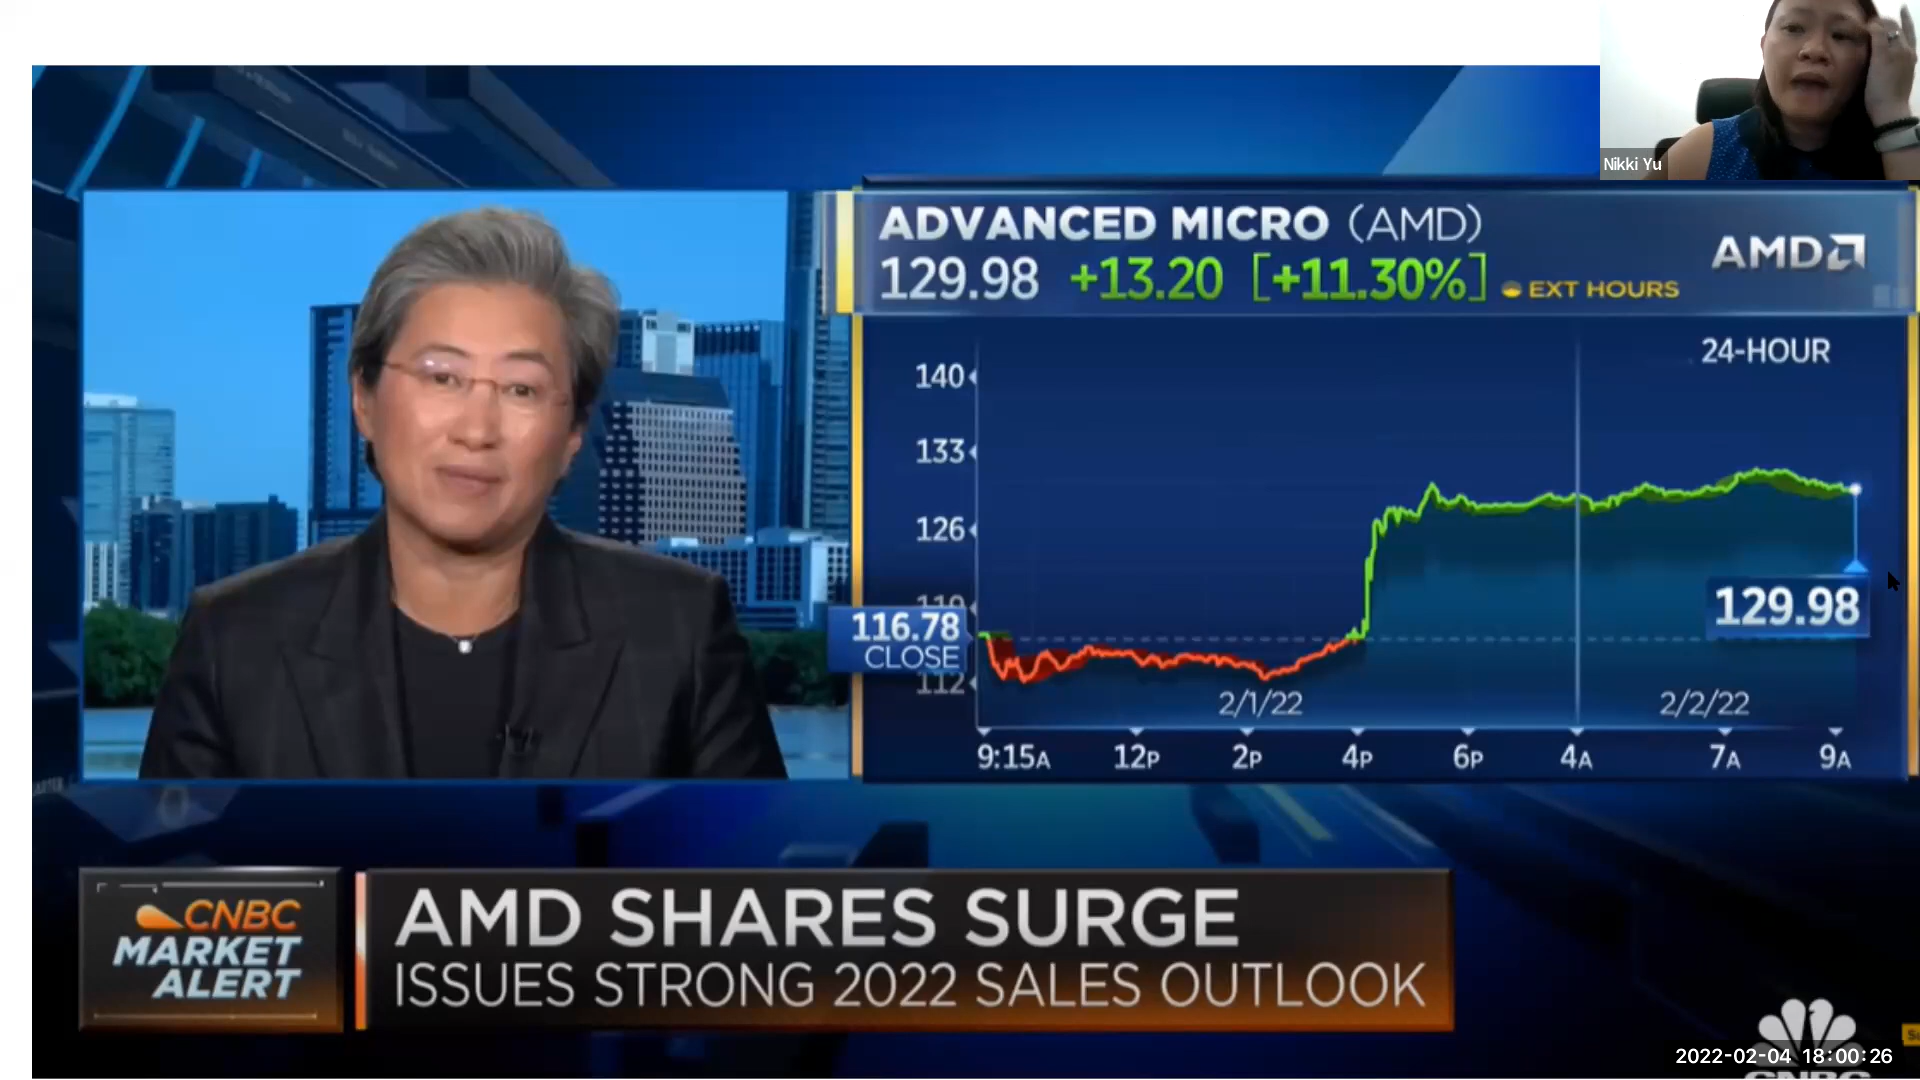 Nikki Yu
ADVANCED MICRO (AMD)
129.98 +13.20 [+11.30%] EXT HOURS
AMD
24-HOUR
140
133
126
119
116.78
CLOSE
112
129.98
2/1/22
2/2/22
9:15A 12P 2P 4P 6P 4A 7A 9A
CNBC
MARKET
ALERT
AMD SHARES SURGE
ISSUES STRONG 2022 SALES OUTLOOK
2022-02-04 18:00:26
CNBC